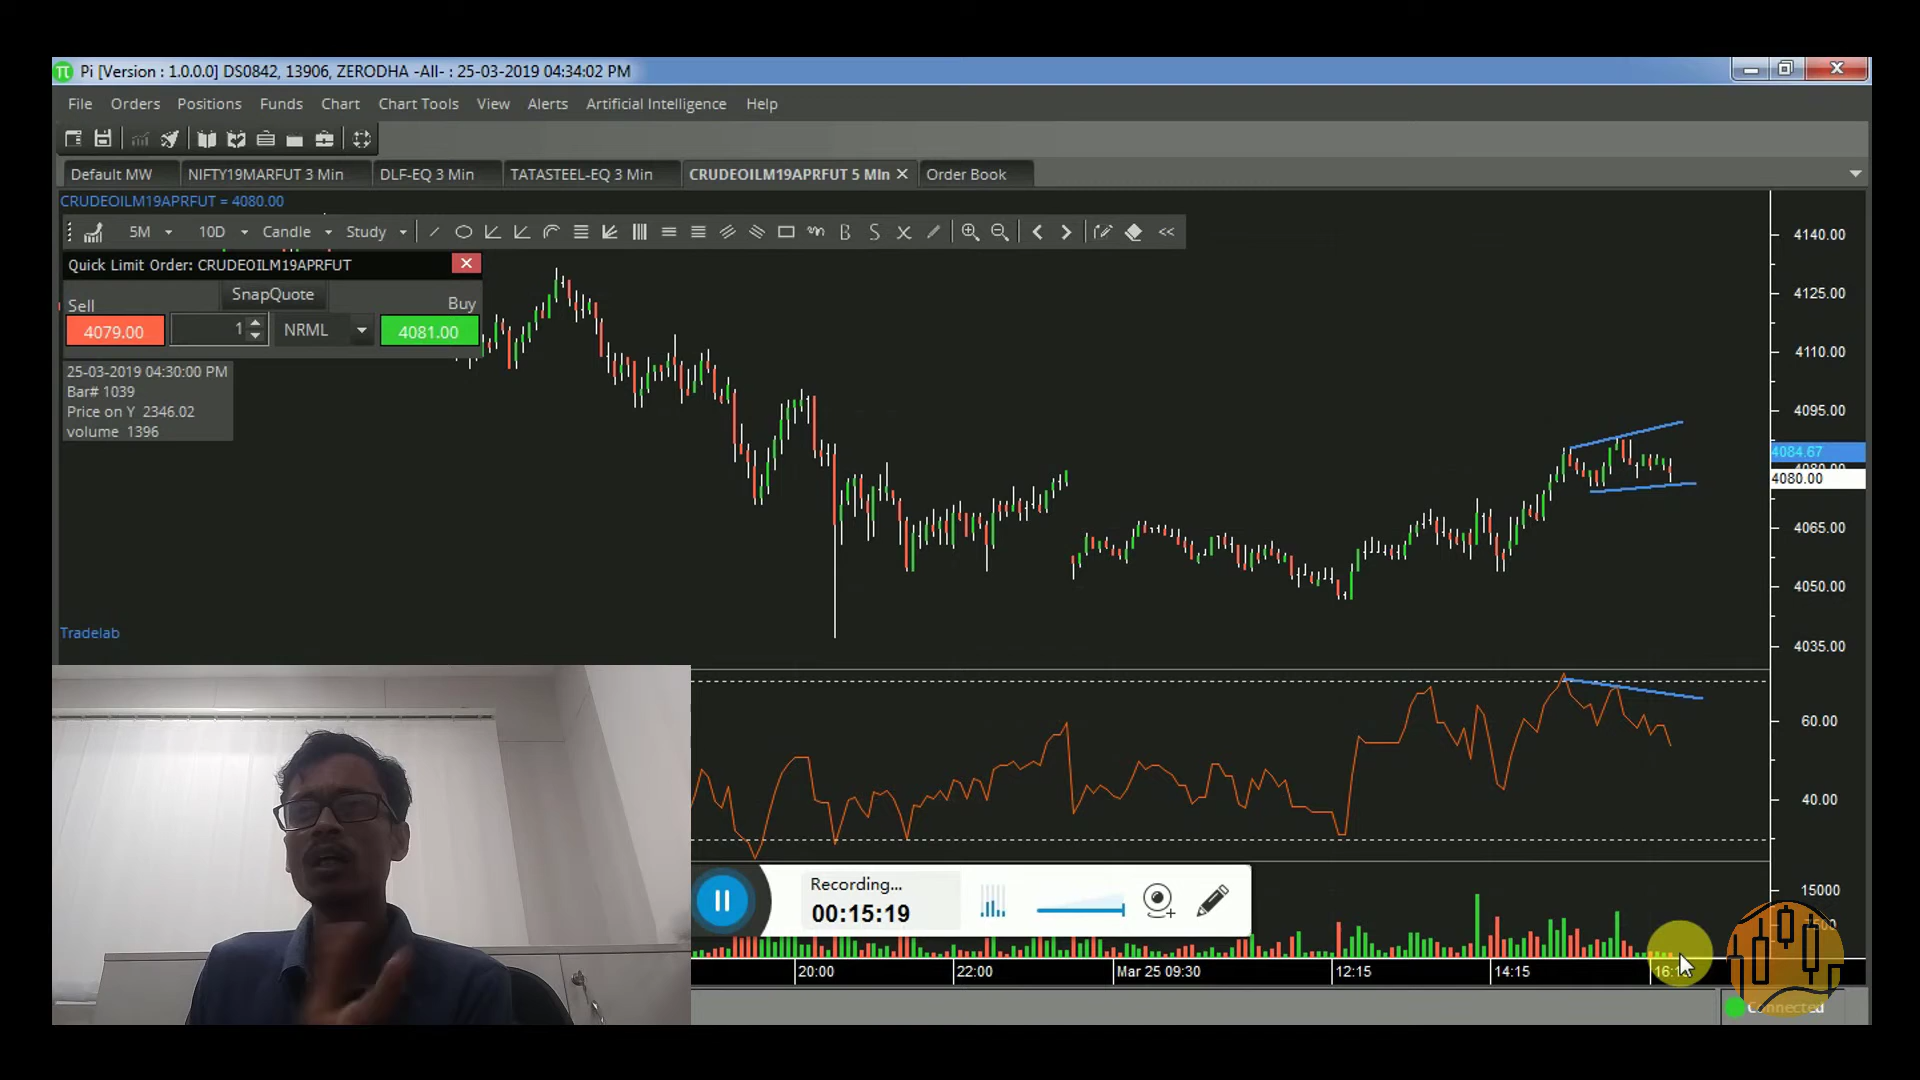 Pi [Version : 1.0.0.0] DS0842, 13906, ZERODHA -All- : 25-03-2019 04:34:02 PM
File Orders Positions Funds Chart Chart Tools View Alerts Artificial Intelligence Help
Default MW NIFTY19MARFUT 3 Min DLF-EQ 3 Min TATASTEEL-EQ 3 Min CRUDEOILM19APRFUT 5 Min Order Book
CRUDEOILM19APRFUT = 4080.00
5M 10D Candle Study
Quick Limit Order: CRUDEOILM19APRFUT
SnapQuote
Sell Buy
4079.00 1 NRML 4081.00
25-03-2019 04:30:00 PM
Bar# 1039
Price on Y 2346.02
volume 1396
4140.00
4125.00
4110.00
4095.00
4084.67
4080.00
4065.00
4050.00
4035.00
Tradelab
60.00
40.00
15000
Recording...
00:15:19
20:00 22:00 Mar 25 09:30 12:15 14:15
Connected